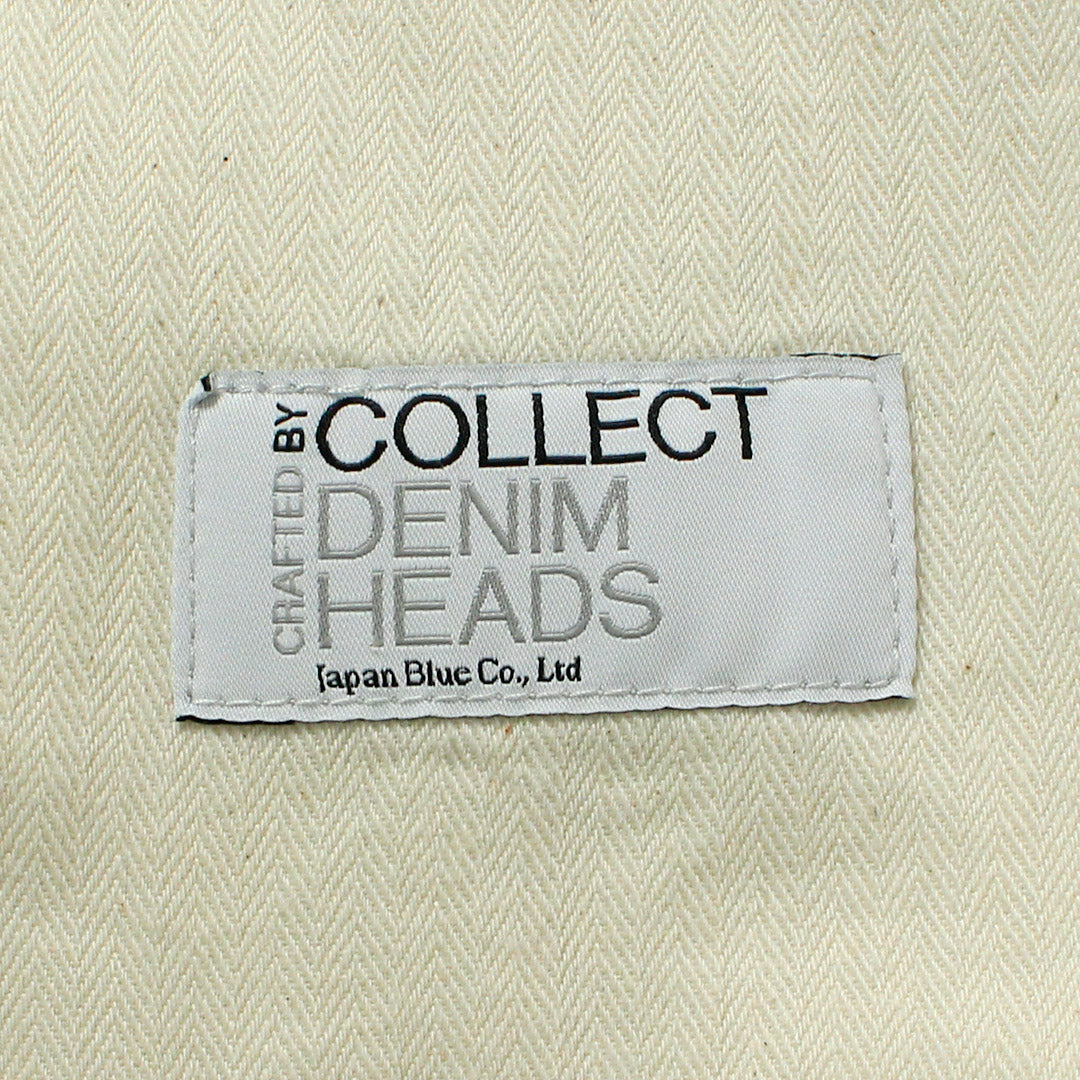 CRAFTED BY
COLLECT
DENIM
HEADS
Japan Blue Co., Ltd